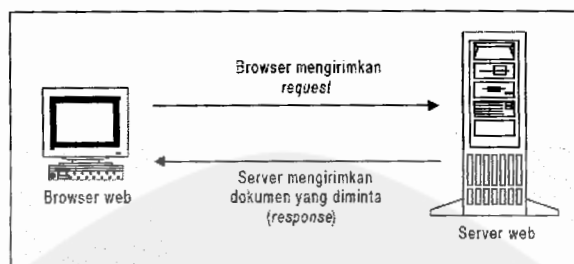 Browser mengirimkan
request
Browser web
Server mengirimkan
dokumen yang diminta
(response)
Server web